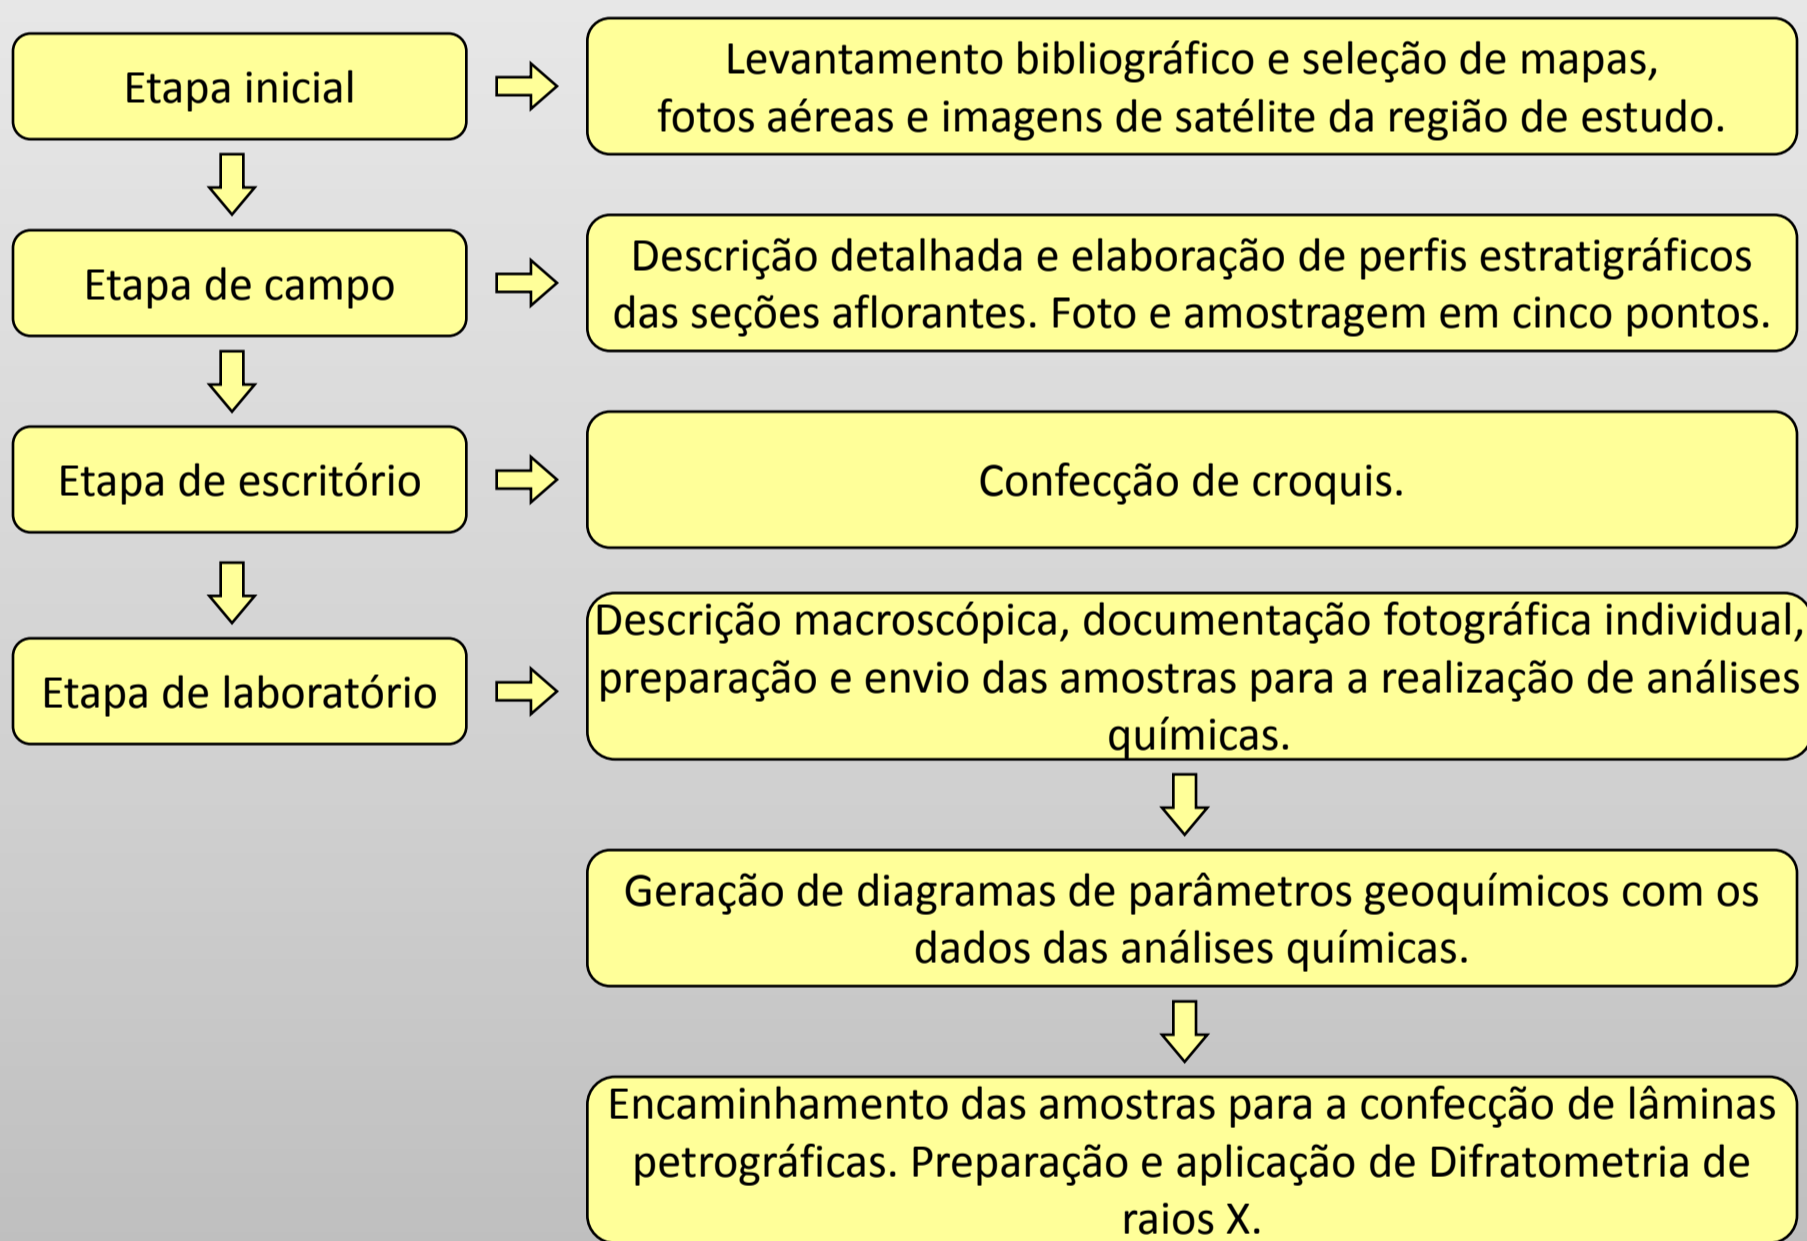 Etapa inicial
Levantamento bibliográfico e seleção de mapas,
fotos aéreas e imagens de satélite da região de estudo.
Etapa de campo
Descrição detalhada e elaboração de perfis estratigráficos
das seções aflorantes. Foto e amostragem em cinco pontos.
Etapa de escritório
Confecção de croquis.
Etapa de laboratório
Descrição macroscópica, documentação fotográfica individual,
preparação e envio das amostras para a realização de análises
químicas.
Geração de diagramas de parâmetros geoquímicos com os
dados das análises químicas.
Encaminhamento das amostras para a confecção de lâminas
petrográficas. Preparação e aplicação de Difratometria de
raios X.